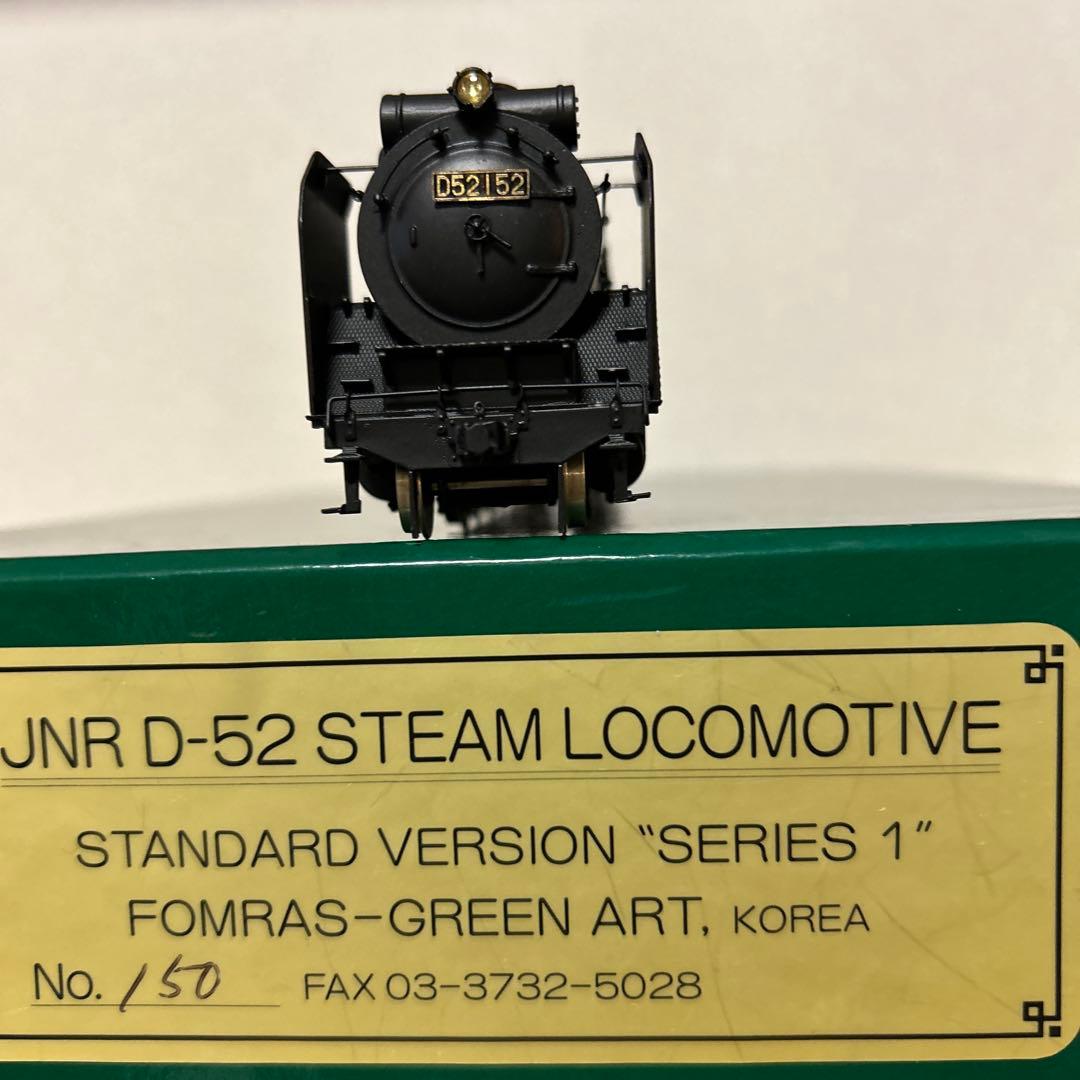 D52152
JNR D-52 STEAM LOCOMOTIVE
STANDARD VERSION "SERIES 1"
FOMRAS-GREEN ART, KOREA
No. 150 FAX 03-3732-5028